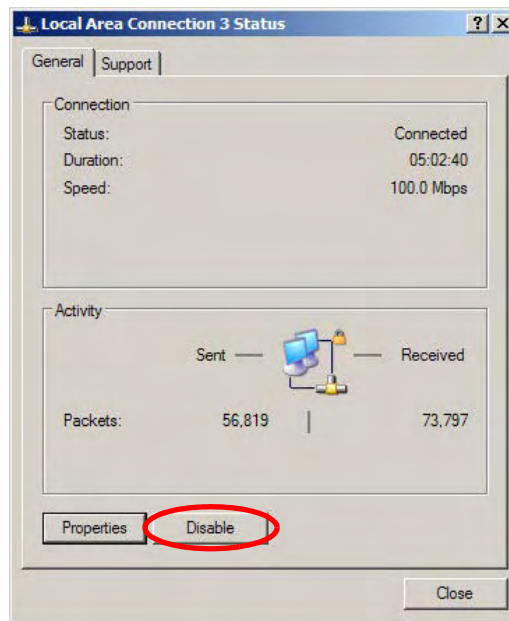 Local Area Connection 3 Status
General Support
Connection
Status: Connected
Duration: 05:02:40
Speed: 100.0 Mbps
Activity
Sent — — Received
Packets: 56,819 | 73,797
Properties Disable
Close